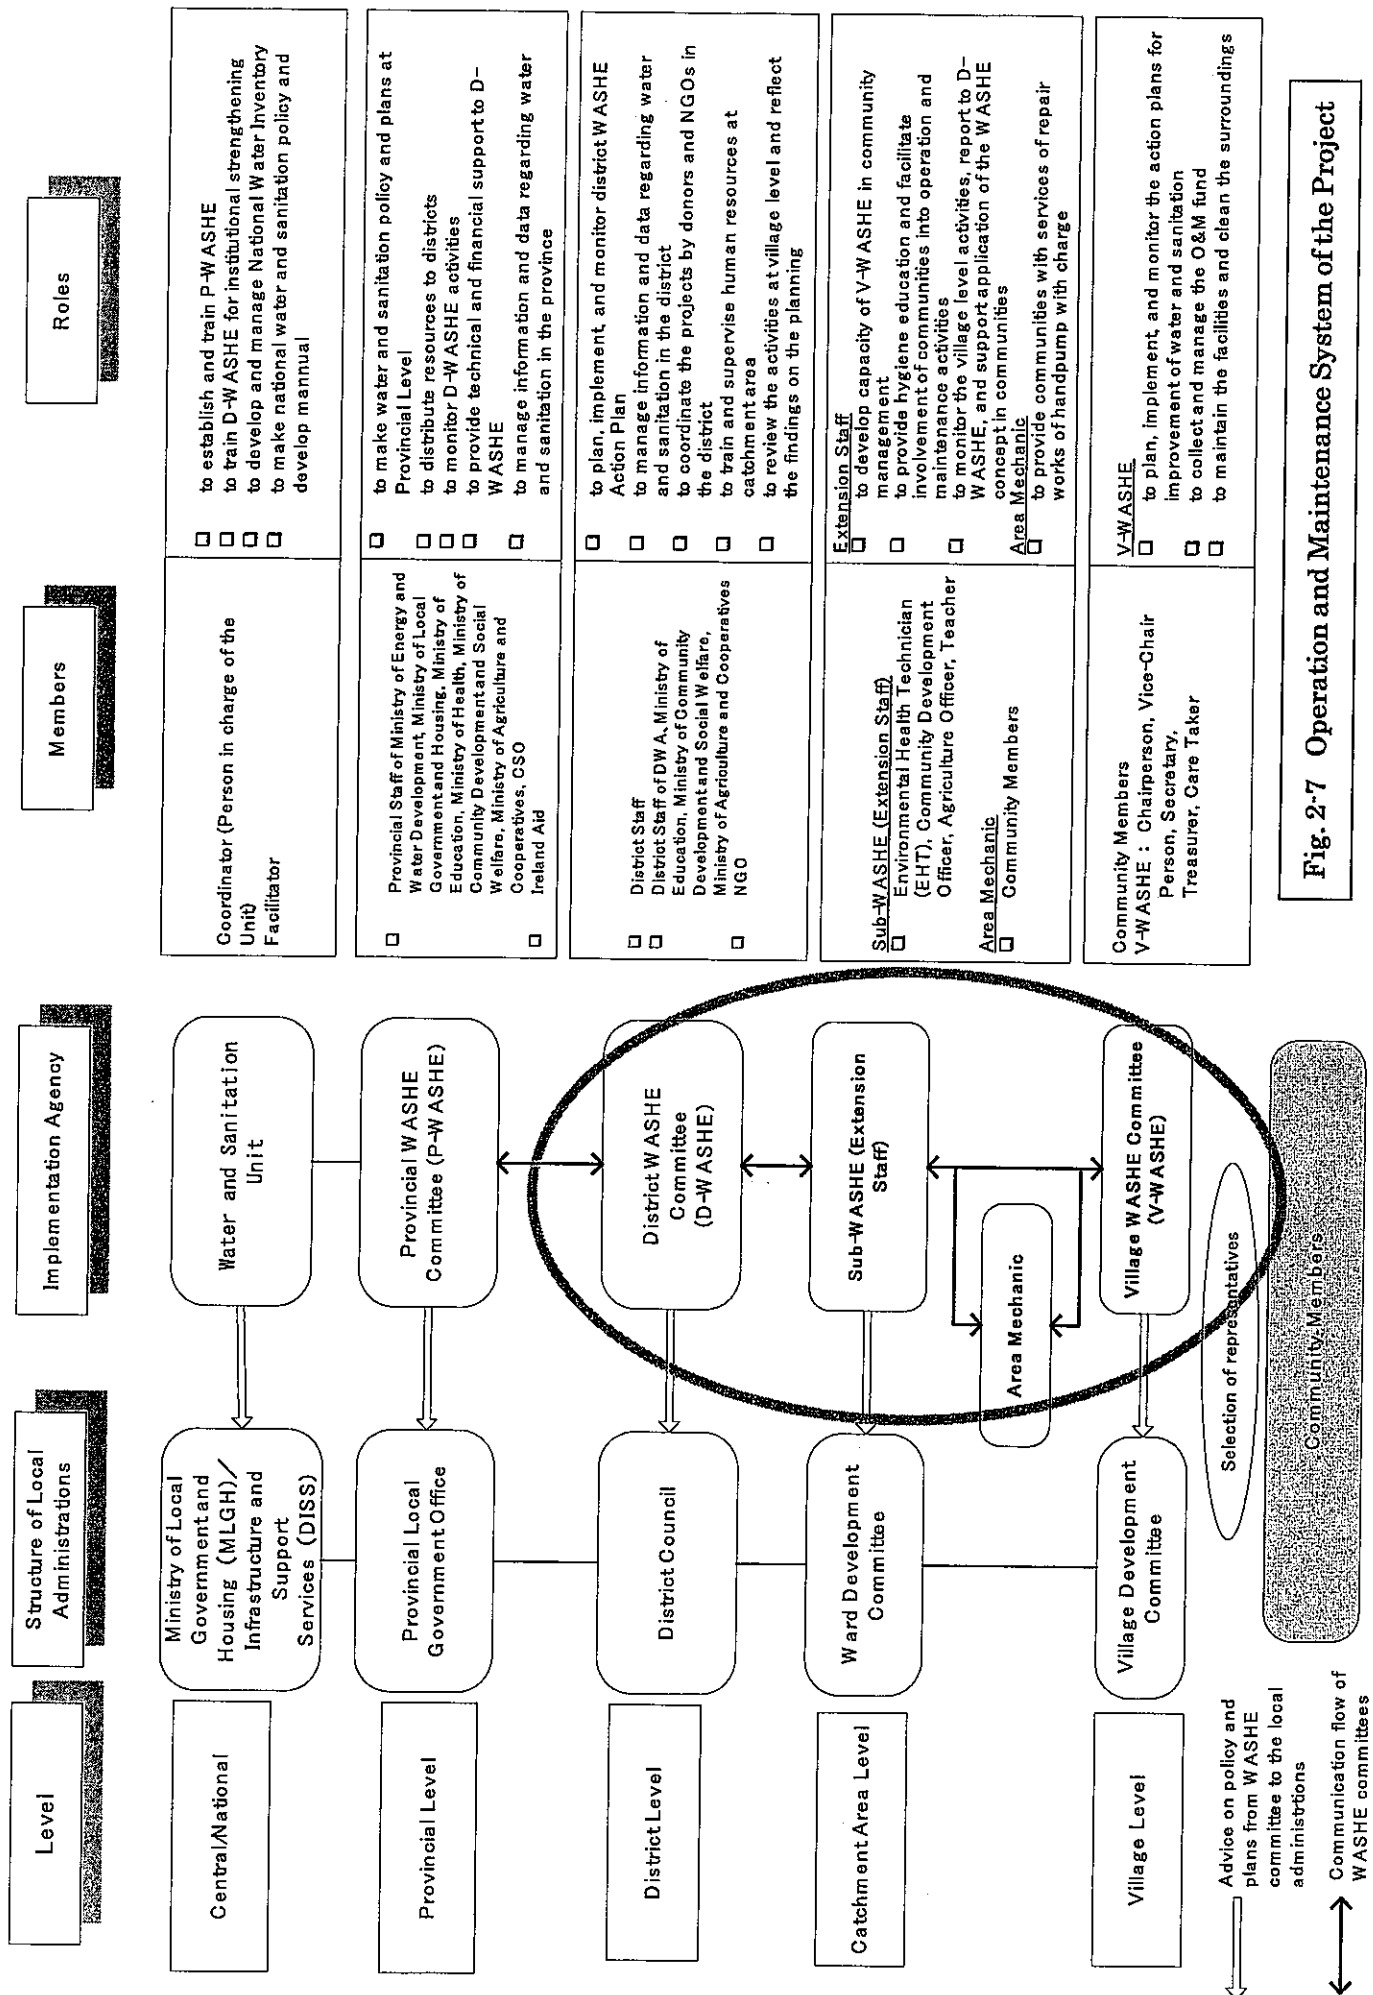 Level
Structure of Local
Administrations
Implementation Agency
Members
Roles
Central/National
Ministry of Local
Government and
Housing (MLGH)/
Infrastructure and
Support
Services (DISS)
Water and Sanitation
Unit
Coordinator (Person in charge of the
Unit)
Facilitator
□ to establish and train P-WASHE
□ to train D-WASHE for institutional strengthening
□ to develop and manage National Water Inventory
□ to make national water and sanitation policy and
develop mannual
Provincial Level
Provincial Local
Government Office
Provincial WASHE
Committee (P-WASHE)
□ Provincial Staff of Ministry of Energy and
Water Development, Ministry of Local
Government and Housing, Ministry of
Education, Ministry of Health, Ministry of
Community Development and Social
Welfare, Ministry of Agriculture and
Cooperatives, CSO
□ Ireland Aid
□ to make water and sanitation policy and plans at
Provincial Level
□ to distribute resources to districts
□ to monitor D-WASHE activities
□ to provide technical and financial support to D-
WASHE
□ to manage information and data regarding water
and sanitation in the province
District Level
District Council
District WASHE
Committee
(D-WASHE)
□ District Staff
□ District Staff of DWA, Ministry of
Education, Ministry of Community
Development and Social Welfare,
Ministry of Agriculture and Cooperatives
□ NGO
□ to plan, implement, and monitor district WASHE
Action Plan
□ to manage information and data regarding water
and sanitation in the district
□ to coordinate the projects by donors and NGOs in
the district
□ to train and supervise human resources at
catchment area
□ to review the activities at village level and reflect
the findings on the planning
Catchment Area Level
Ward Development
Committee
Sub-WASHE (Extension
Staff)
Area Mechanic
Sub-WASHE (Extension Staff)
□ Environmental Health Technician
(EHT), Community Development
Officer, Agriculture Officer, Teacher
Area Mechanic
□ Community Members
Extension Staff
□ to develop capacity of V-WASHE in community
management
□ to provide hygiene education and facilitate
involvement of communities into operation and
maintenance activities
□ to monitor the village level activities, report to D-
WASHE, and support application of the WASHE
concept in communities
Area Mechanic
□ to provide communities with services of repair
works of handpump with charge
Village Level
Village Development
Committee
Village WASHE Committee
(V-WASHE)
Community Members
V-WASHE : Chairperson, Vice-Chair
Person, Secretary,
Treasurer, Care Taker
V-WASHE
□ to plan, implement, and monitor the action plans for
improvement of water and sanitation
□ to collect and manage the O&M fund
□ to maintain the facilities and clean the surroundings
Selection of representatives
Community Members
Advice on policy and
plans from WASHE
committee to the local
administrtions
Communication flow of
WASHE committees
Fig. 2-7 Operation and Maintenance System of the Project